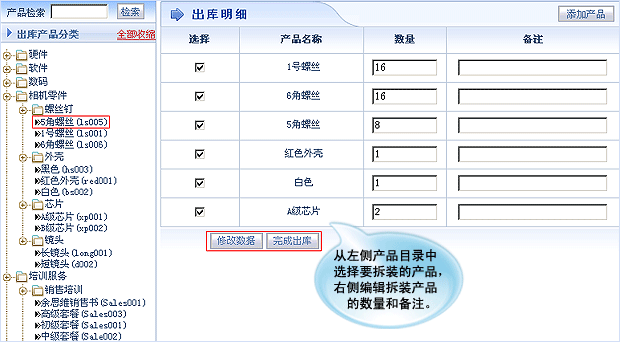 产品检索 检索
出库产品分类 全部收缩
硬件
软件
数码
相机零件
螺丝钉
5角螺丝(ls005)
1号螺丝(ls001)
6角螺丝(ls006)
外壳
黑色(hs003)
红色外壳(red001)
白色(bs002)
芯片
A级芯片(xp001)
B级芯片(xp002)
镜头
长镜头(long001)
短镜头(d002)
培训服务
销售培训
余思维销售书(Sales001)
高级套餐(Sales003)
初级套餐(Sales001)
中级套餐(Sale002)
出库明细 添加产品
选择 产品名称 数量 备注
1号螺丝 16
6角螺丝 16
5角螺丝 8
红色外壳 1
白色 1
A级芯片 2
修改数据 完成出库
从左侧产品目录中
选择要拆装的产品，
右侧编辑拆装产品
的数量和备注。